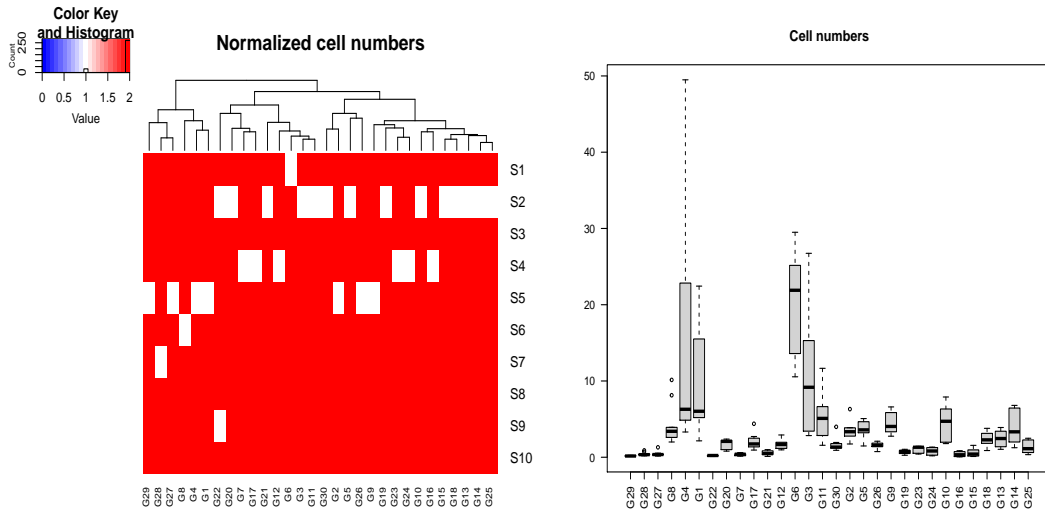 Color Key
and Histogram
Count
0
250
0 0.5 1 1.5 2
Value
Normalized cell numbers
S1
S2
S3
S4
S5
S6
S7
S8
S9
S10
G29 G28 G27 G8 G4 G1 G22 G20 G7 G17 G21 G12 G6 G3 G11 G30 G2 G5 G26 G9 G19 G23 G24 G10 G16 G15 G18 G13 G14 G25
Cell numbers
50
40
30
20
10
0
G29 G28 G27 G8 G4 G1 G22 G20 G7 G17 G21 G12 G6 G3 G11 G30 G2 G5 G26 G9 G19 G23 G24 G10 G16 G15 G18 G13 G14 G25